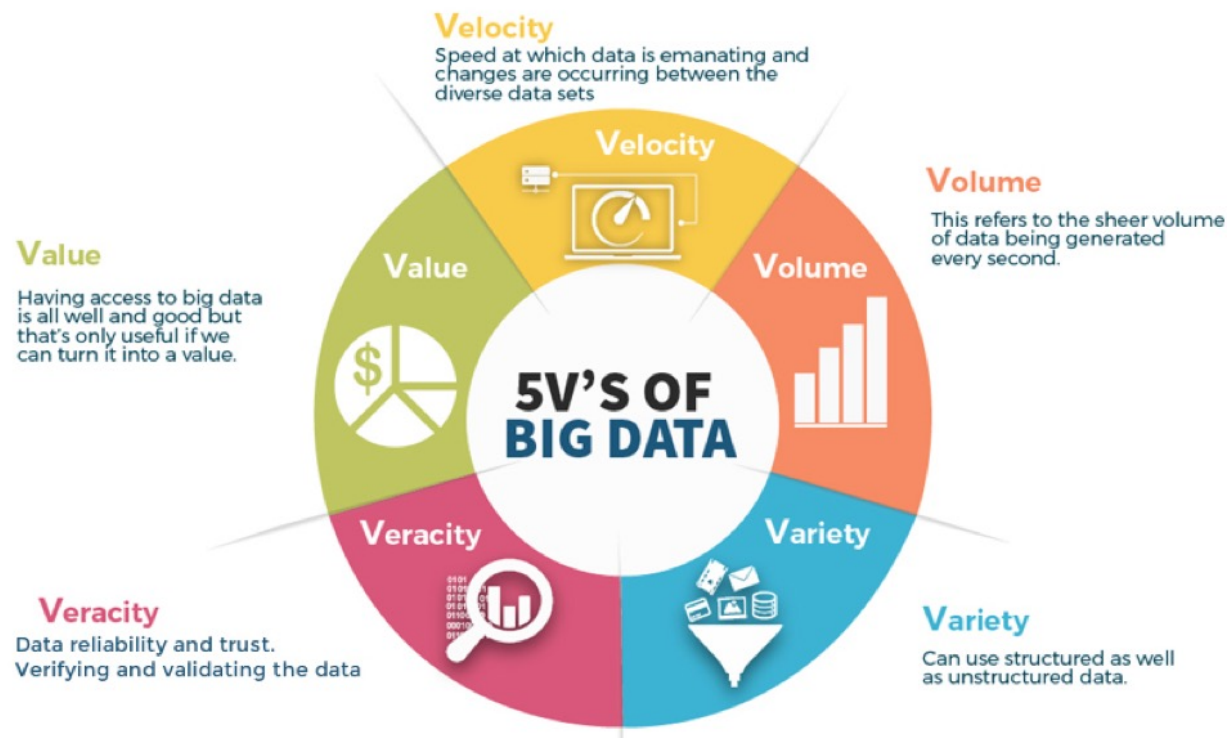 Velocity
Speed at which data is emanating and
changes are occurring between the
diverse data sets
Velocity
Volume
This refers to the sheer volume
of data being generated
every second.
Volume
Value
Having access to big data
is all well and good but
that's only useful if we
can turn it into a value.
Value
$
5V'S OF
BIG DATA
Veracity
Variety
Veracity
Data reliability and trust.
Verifying and validating the data
Variety
Can use structured as well
as unstructured data.